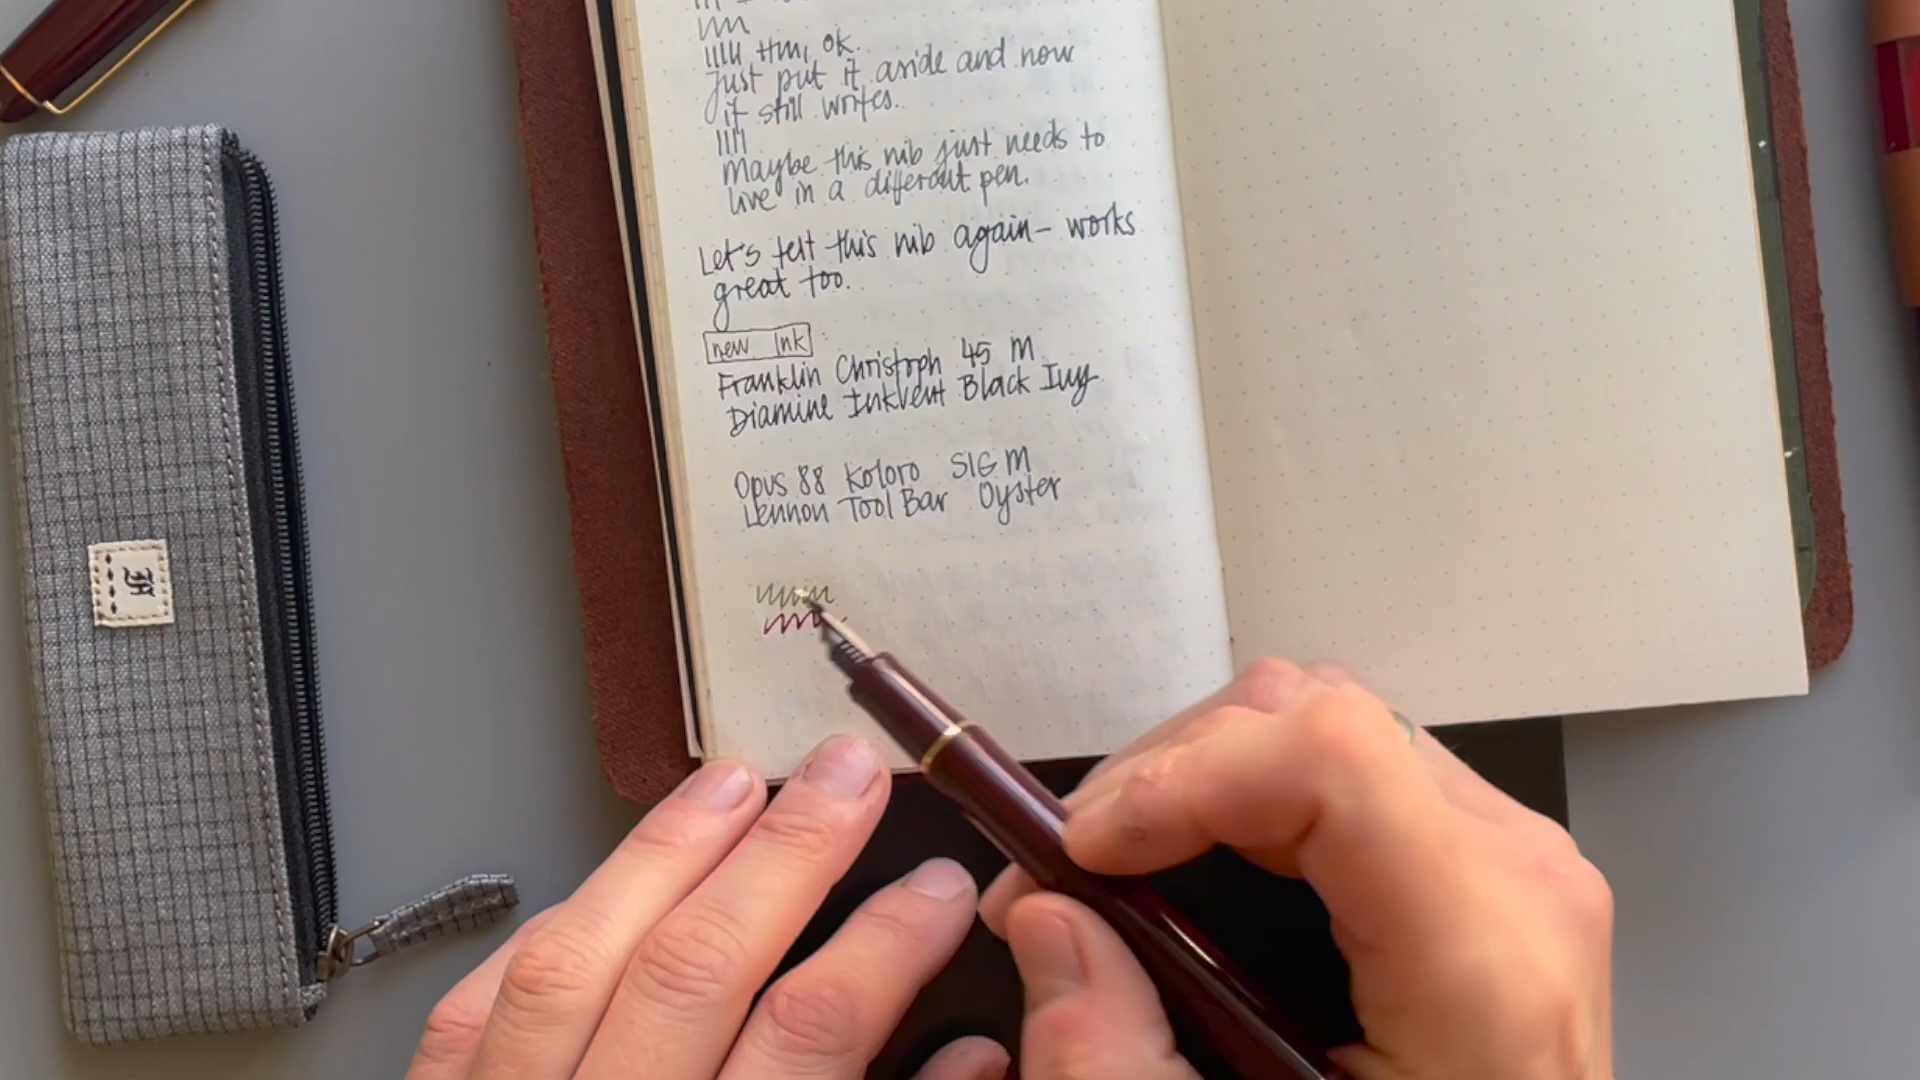 Hm, ok.
Just put it aside and now
it still writes.
Maybe this nib just needs to
live in a different pen.
Let's test this nib again - works
great too.
new Ink
Franklin Christoph 45 M
Diamine Inkvent Black Ivy
Opus 88 Koloro SIG M
Lennon Tool Bar Oyster